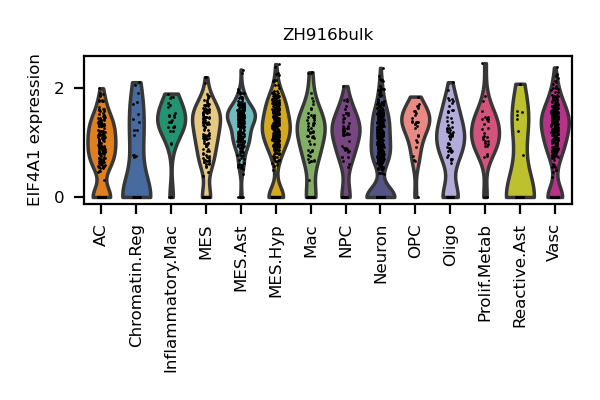 ZH916bulk
EIF4A1 expression
2
0
AC
Chromatin.Reg
Inflammatory.Mac
MES
MES.Ast
MES.Hyp
Mac
NPC
Neuron
OPC
Oligo
Prolif.Metab
Reactive.Ast
Vasc